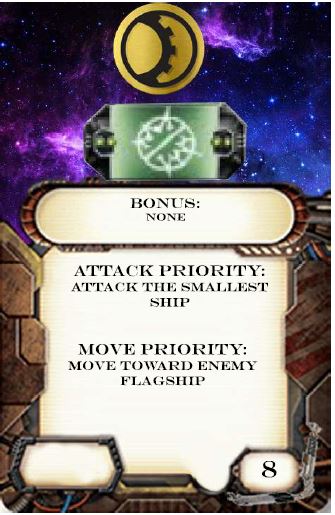 BONUS:
NONE
ATTACK PRIORITY:
ATTACK THE SMALLEST
SHIP
MOVE PRIORITY:
MOVE TOWARD ENEMY
FLAGSHIP
8